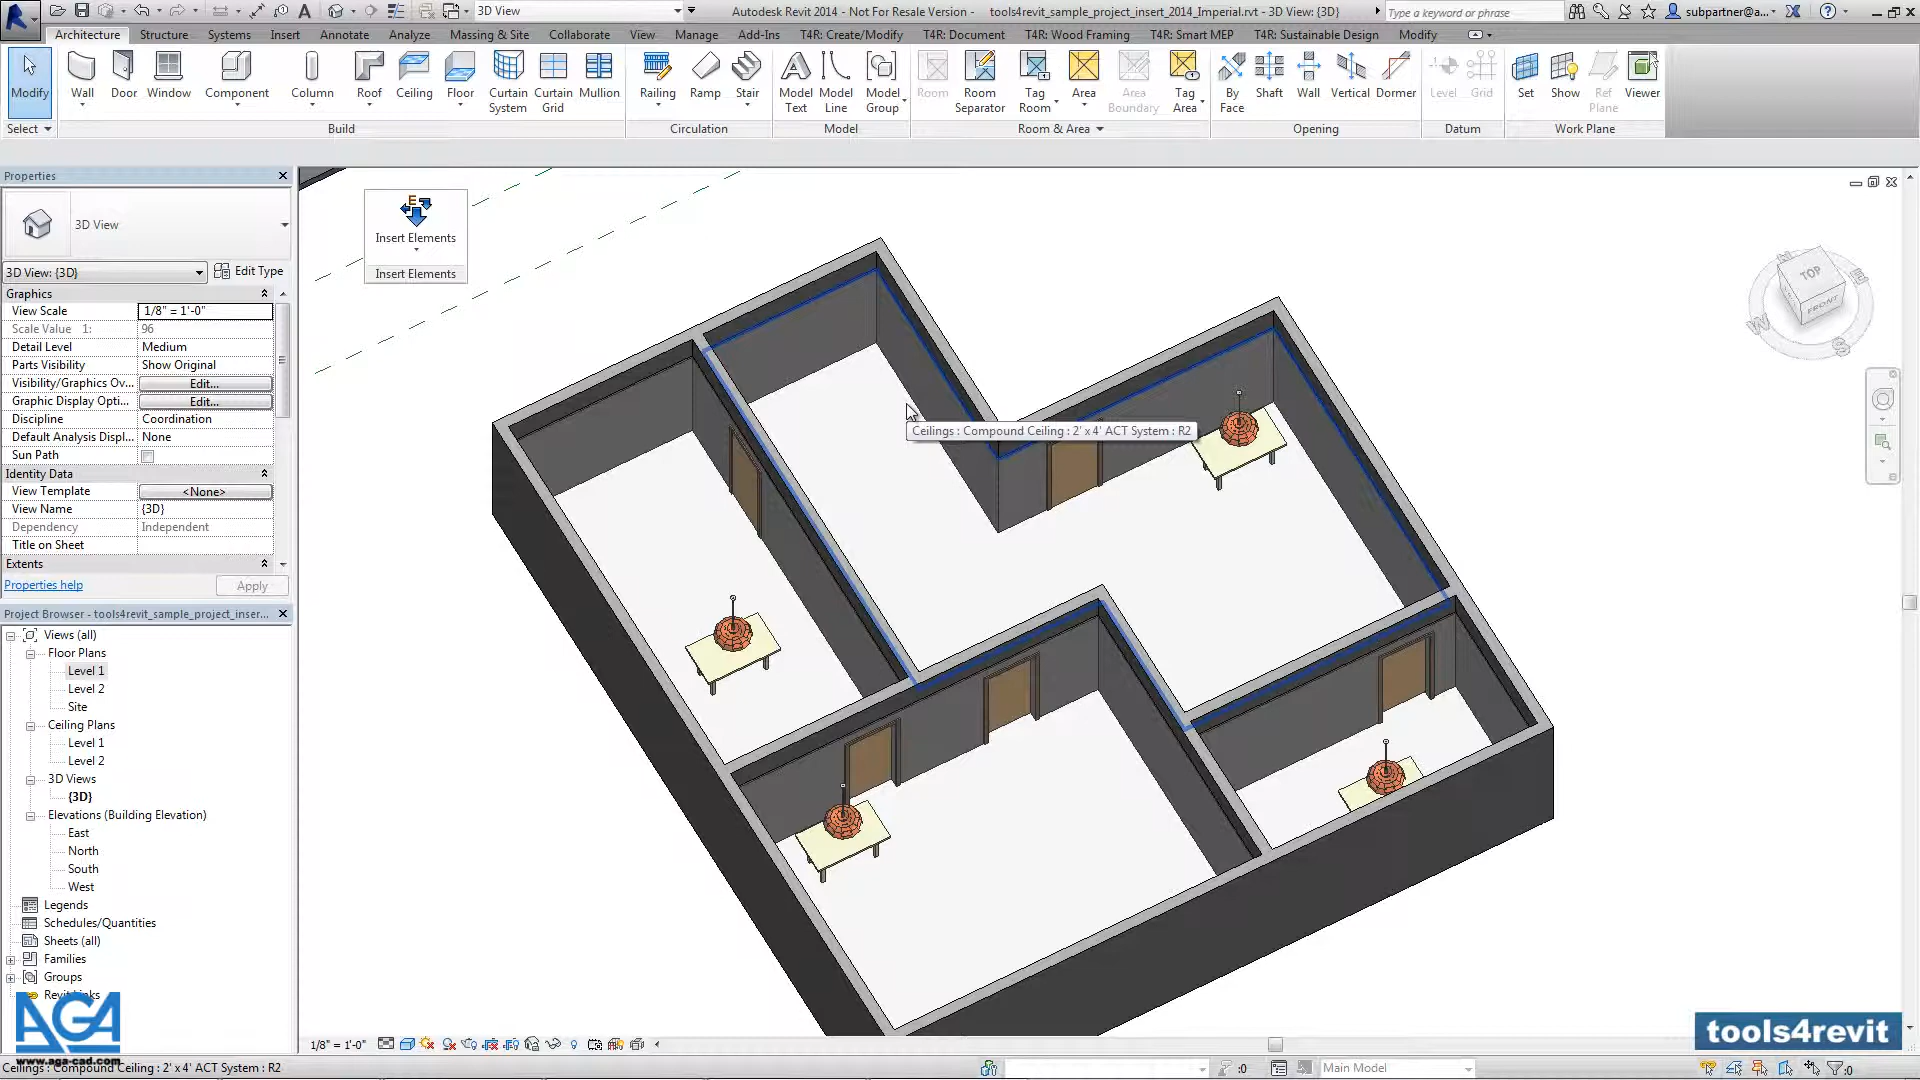 3D View
Autodesk Revit 2014 - Not For Resale Version - tools4revit_sample_project_insert_2014_Imperial.rvt - 3D View: {3D}
Type a keyword or phrase
subpartner@a...
Architecture Structure Systems Insert Annotate Analyze Massing & Site Collaborate View Manage Add-Ins T4R: Create/Modify T4R: Document T4R: Wood Framing T4R: Smart MEP T4R: Sustainable Design Modify
Modify Wall Door Window Component Column Roof Ceiling Floor Curtain System Curtain Grid Mullion Railing Ramp Stair Model Text Model Line Model Group Room Room Separator Tag Room Area Area Boundary Tag Area By Face Shaft Wall Vertical Dormer Level Grid Set Show Ref Plane Viewer
Select Build Circulation Model Room & Area Opening Datum Work Plane
Properties
3D View
3D View: {3D} Edit Type
Graphics
View Scale 1/8" = 1'-0"
Scale Value 1: 96
Detail Level Medium
Parts Visibility Show Original
Visibility/Graphics Ov... Edit...
Graphic Display Opti... Edit...
Discipline Coordination
Default Analysis Displ... None
Sun Path
Identity Data
View Template <None>
View Name {3D}
Dependency Independent
Title on Sheet
Extents
Properties help Apply
Project Browser - tools4revit_sample_project_inser...
Views (all)
Floor Plans
Level 1
Level 2
Site
Ceiling Plans
Level 1
Level 2
3D Views
{3D}
Elevations (Building Elevation)
East
North
South
West
Legends
Schedules/Quantities
Sheets (all)
Families
Groups
Revit Links
AGA
www.aga-cad.com
E
Insert Elements
Insert Elements
Ceilings : Compound Ceiling : 2' x 4' ACT System : R2
TOP
FRONT
N
E
S
W
tools4revit
1/8" = 1'-0"
Ceilings : Compound Ceiling : 2' x 4' ACT System : R2
:0
Main Model
:0